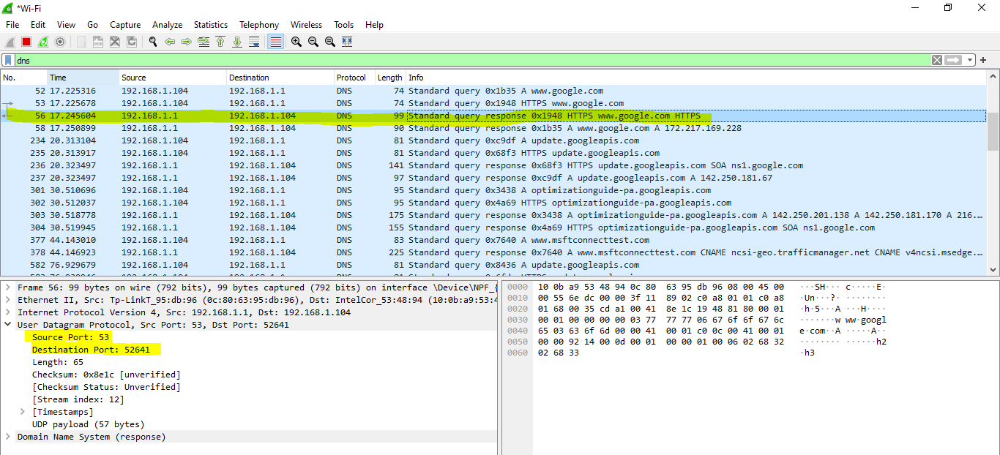 *Wi-Fi
File Edit View Go Capture Analyze Statistics Telephony Wireless Tools Help
dns
No. Time Source Destination Protocol Length Info
52 17.225316 192.168.1.104 192.168.1.1 DNS 74 Standard query 0x1b35 A www.google.com
53 17.225678 192.168.1.104 192.168.1.1 DNS 74 Standard query 0x1948 HTTPS www.google.com
56 17.245604 192.168.1.1 192.168.1.104 DNS 99 Standard query response 0x1948 HTTPS www.google.com HTTPS
58 17.250899 192.168.1.1 192.168.1.104 DNS 90 Standard query response 0x1b35 A www.google.com A 172.217.169.228
234 20.313104 192.168.1.104 192.168.1.1 DNS 81 Standard query 0xc9df A update.googleapis.com
235 20.313917 192.168.1.104 192.168.1.1 DNS 81 Standard query 0x68f3 HTTPS update.googleapis.com
236 20.323497 192.168.1.1 192.168.1.104 DNS 141 Standard query response 0x68f3 HTTPS update.googleapis.com SOA ns1.google.com
237 20.323497 192.168.1.1 192.168.1.104 DNS 97 Standard query response 0xc9df A update.googleapis.com A 142.250.181.67
301 30.510696 192.168.1.104 192.168.1.1 DNS 95 Standard query 0x3438 A optimizationguide-pa.googleapis.com
302 30.512037 192.168.1.104 192.168.1.1 DNS 95 Standard query 0x4a69 HTTPS optimizationguide-pa.googleapis.com
303 30.518778 192.168.1.1 192.168.1.104 DNS 175 Standard query response 0x3438 A optimizationguide-pa.googleapis.com A 142.250.201.138 A 142.250.181.170 A 216.…
304 30.519945 192.168.1.1 192.168.1.104 DNS 155 Standard query response 0x4a69 HTTPS optimizationguide-pa.googleapis.com SOA ns1.google.com
377 44.143010 192.168.1.104 192.168.1.1 DNS 83 Standard query 0x7640 A www.msftconnecttest.com
378 44.146923 192.168.1.1 192.168.1.104 DNS 225 Standard query response 0x7640 A www.msftconnecttest.com CNAME ncsi-geo.trafficmanager.net CNAME v4ncsi.msedge.…
582 76.929679 192.168.1.104 192.168.1.1 DNS 81 Standard query 0x8436 A update.googleapis.com
Frame 56: 99 bytes on wire (792 bits), 99 bytes captured (792 bits) on interface \Device\NPF_{
Ethernet II, Src: Tp-LinkT_95:db:96 (0c:80:63:95:db:96), Dst: IntelCor_53:48:94 (10:0b:a9:53:4
Internet Protocol Version 4, Src: 192.168.1.1, Dst: 192.168.1.104
User Datagram Protocol, Src Port: 53, Dst Port: 52641
Source Port: 53
Destination Port: 52641
Length: 65
Checksum: 0x8e1c [unverified]
[Checksum Status: Unverified]
[Stream index: 12]
[Timestamps]
UDP payload (57 bytes)
Domain Name System (response)
0000 10 0b a9 53 48 94 0c 80 63 95 db 96 08 00 45 00 ···SH··· c·····E·
0010 00 55 6e dc 00 00 3f 11 89 02 c0 a8 01 01 c0 a8 ·Un···?· ········
0020 01 68 00 35 cd a1 00 41 8e 1c 19 48 81 80 00 01 ·h·5···A ···H····
0030 00 01 00 00 00 00 03 77 77 77 06 67 6f 6f 67 6c ·······w ww·googl
0040 65 03 63 6f 6d 00 00 41 00 01 c0 0c 00 41 00 01 e·com··A ·····A··
0050 00 00 92 14 00 0d 00 01 00 00 01 00 06 02 68 32 ········ ······h2
0060 02 68 33 ·h3